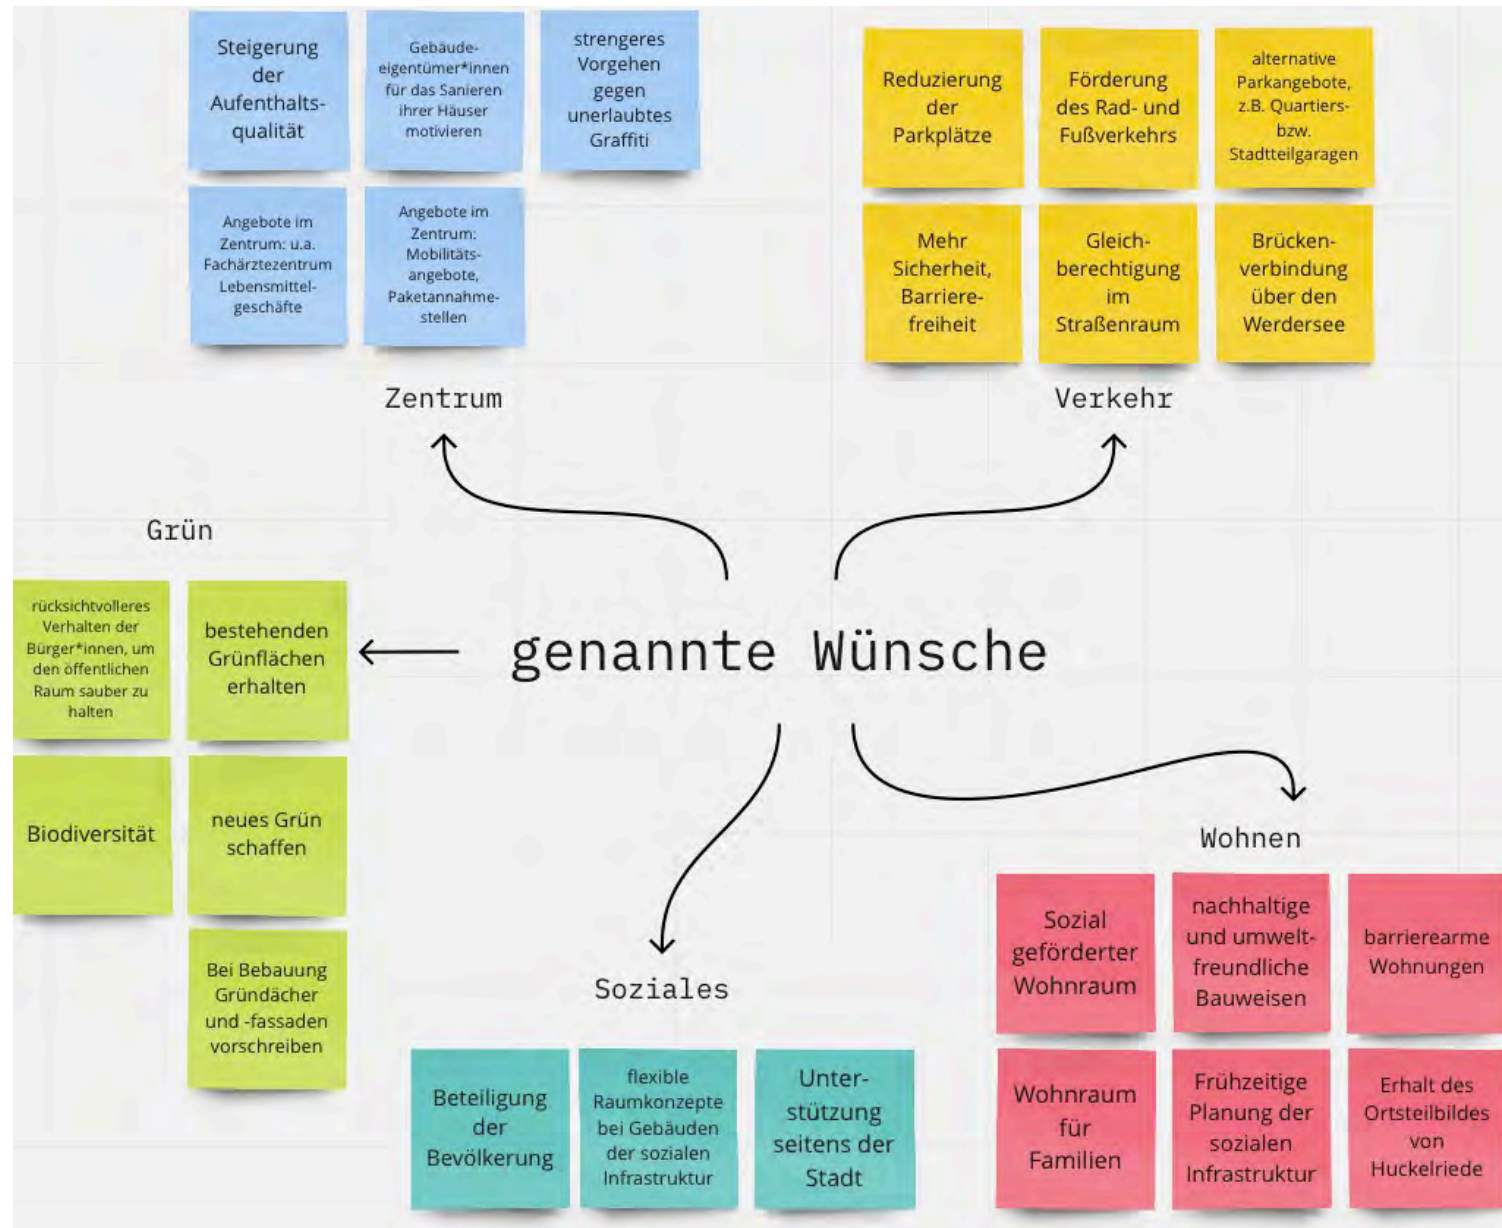 Steigerung
der
Aufenthalts-
qualität
Gebäude-
eigentümer*innen
für das Sanieren
ihrer Häuser
motivieren
strengeres
Vorgehen
gegen
unerlaubtes
Graffiti
Angebote im
Zentrum: u.a.
Fachärztezentrum
Lebensmittel-
geschäfte
Angebote im
Zentrum:
Mobilitäts-
angebote,
Paketannahme-
stellen
Zentrum
Reduzierung
der
Parkplätze
Förderung
des Rad- und
Fußverkehrs
alternative
Parkangebote,
z.B. Quartiers-
bzw.
Stadtteilgaragen
Mehr
Sicherheit,
Barriere-
freiheit
Gleich-
berechtigung
im
Straßenraum
Brücken-
verbindung
über den
Werdersee
Verkehr
Grün
rücksichtvolleres
Verhalten der
Bürger*innen, um
den öffentlichen
Raum sauber zu
halten
bestehenden
Grünflächen
erhalten
Biodiversität
neues Grün
schaffen
Bei Bebauung
Gründächer
und -fassaden
vorschreiben
genannte Wünsche
Soziales
Beteiligung
der
Bevölkerung
flexible
Raumkonzepte
bei Gebäuden
der sozialen
Infrastruktur
Unter-
stützung
seitens der
Stadt
Wohnen
Sozial
geförderter
Wohnraum
nachhaltige
und umwelt-
freundliche
Bauweisen
barrierearme
Wohnungen
Wohnraum
für
Familien
Frühzeitige
Planung der
sozialen
Infrastruktur
Erhalt des
Ortsteilbildes
von
Huckelriede